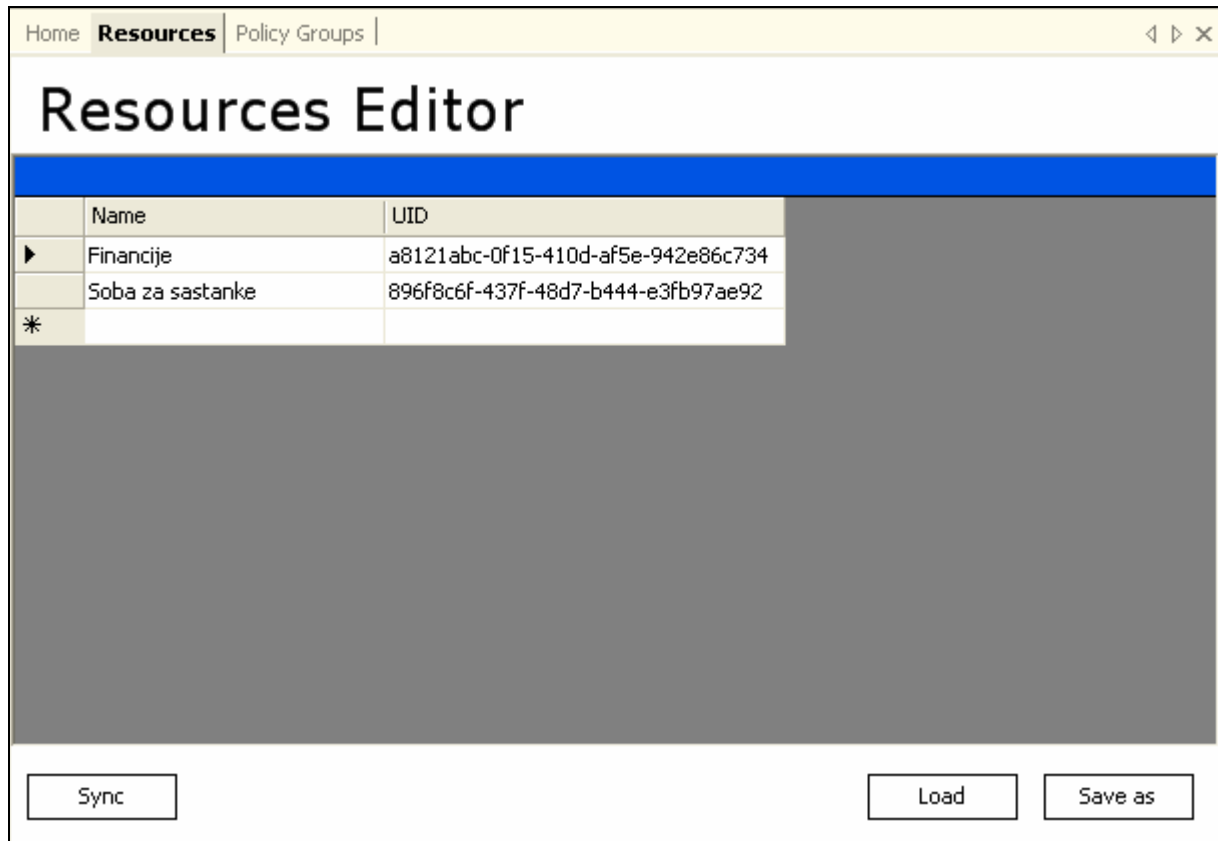 Home Resources Policy Groups
Resources Editor
Name UID
Financije a8121abc-0f15-410d-af5e-942e86c734
Soba za sastanke 896f8c6f-437f-48d7-b444-e3fb97ae92
Sync Load Save as